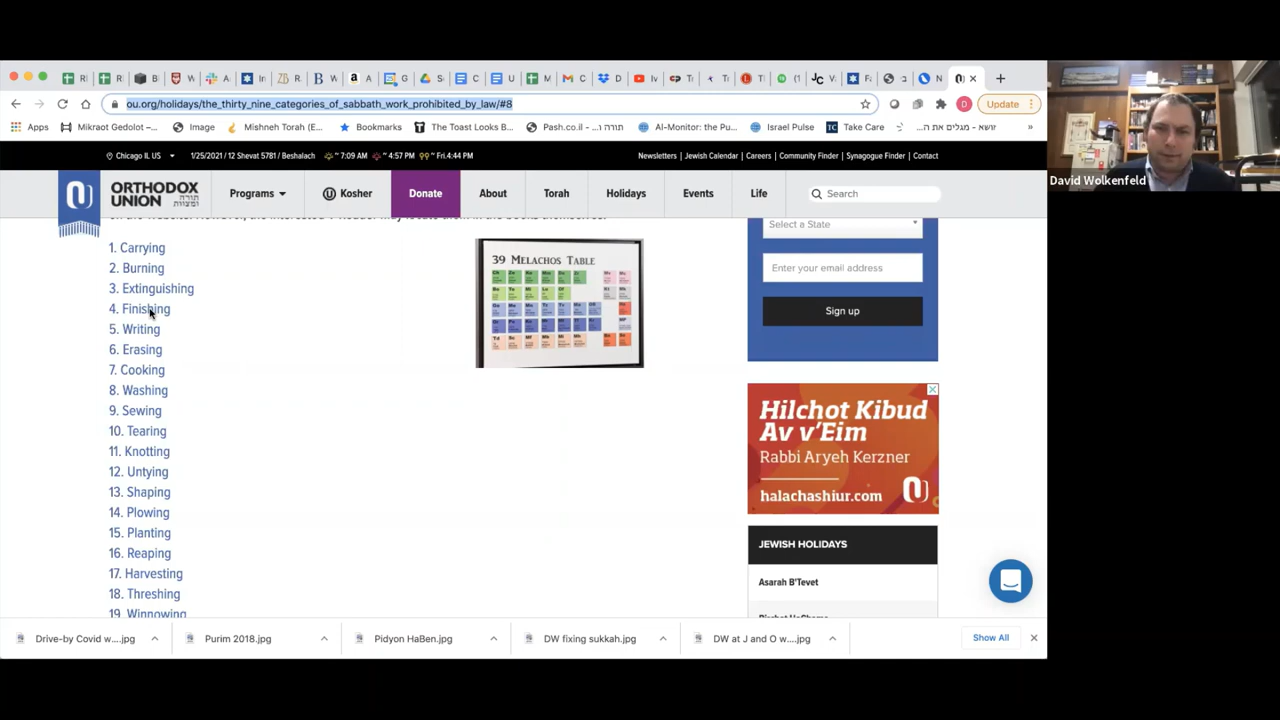 ou.org/holidays/the_thirty_nine_categories_of_sabbath_work_prohibited_by_law/#8
Update
Apps
Mikraot Gedolot –...
Image
Mishneh Torah (E...
Bookmarks
The Toast Looks B...
Pash.co.il – תורה ו...
Al-Monitor: the Pu...
Israel Pulse
Take Care
»
Chicago IL US
1/25/2021 / 12 Shevat 5781 / Beshalach
~ 7:09 AM
~ 4:57 PM
~ Fri.4:44 PM
Newsletters | Jewish Calendar | Careers | Community Finder | Synagogue Finder | Contact
ORTHODOX
UNION
תורה
ומצוות
Programs
Kosher
Donate
About
Torah
Holidays
Events
Life
Search
David Wolkenfeld
1. Carrying
2. Burning
3. Extinguishing
4. Finishing
5. Writing
6. Erasing
7. Cooking
8. Washing
9. Sewing
10. Tearing
11. Knotting
12. Untying
13. Shaping
14. Plowing
15. Planting
16. Reaping
17. Harvesting
18. Threshing
19. Winnowing
39 MELACHOS TABLE
Select a State
Enter your email address
Sign up
Hilchot Kibud
Av v'Eim
Rabbi Aryeh Kerzner
halachashiur.com
JEWISH HOLIDAYS
Asarah B'Tevet
Drive-by Covid w....jpg
Purim 2018.jpg
Pidyon HaBen.jpg
DW fixing sukkah.jpg
DW at J and O w....jpg
Show All